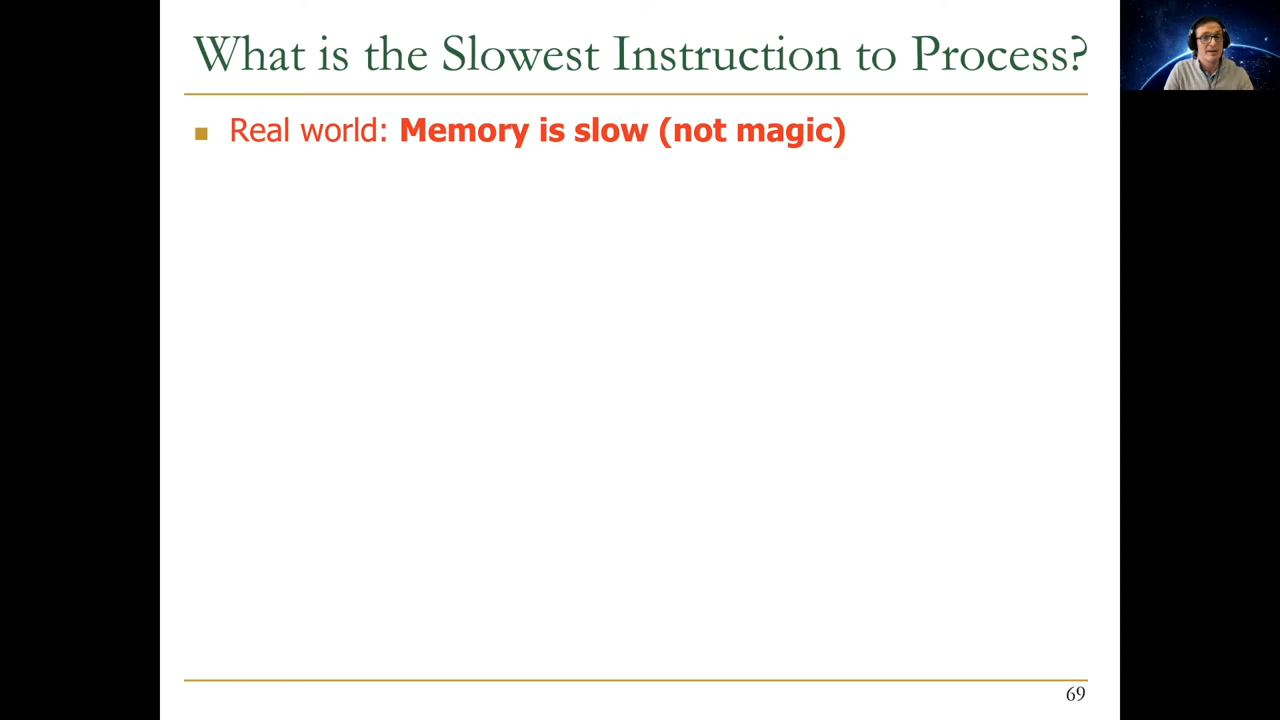 What is the Slowest Instruction to Process?
Real world: Memory is slow (not magic)
69